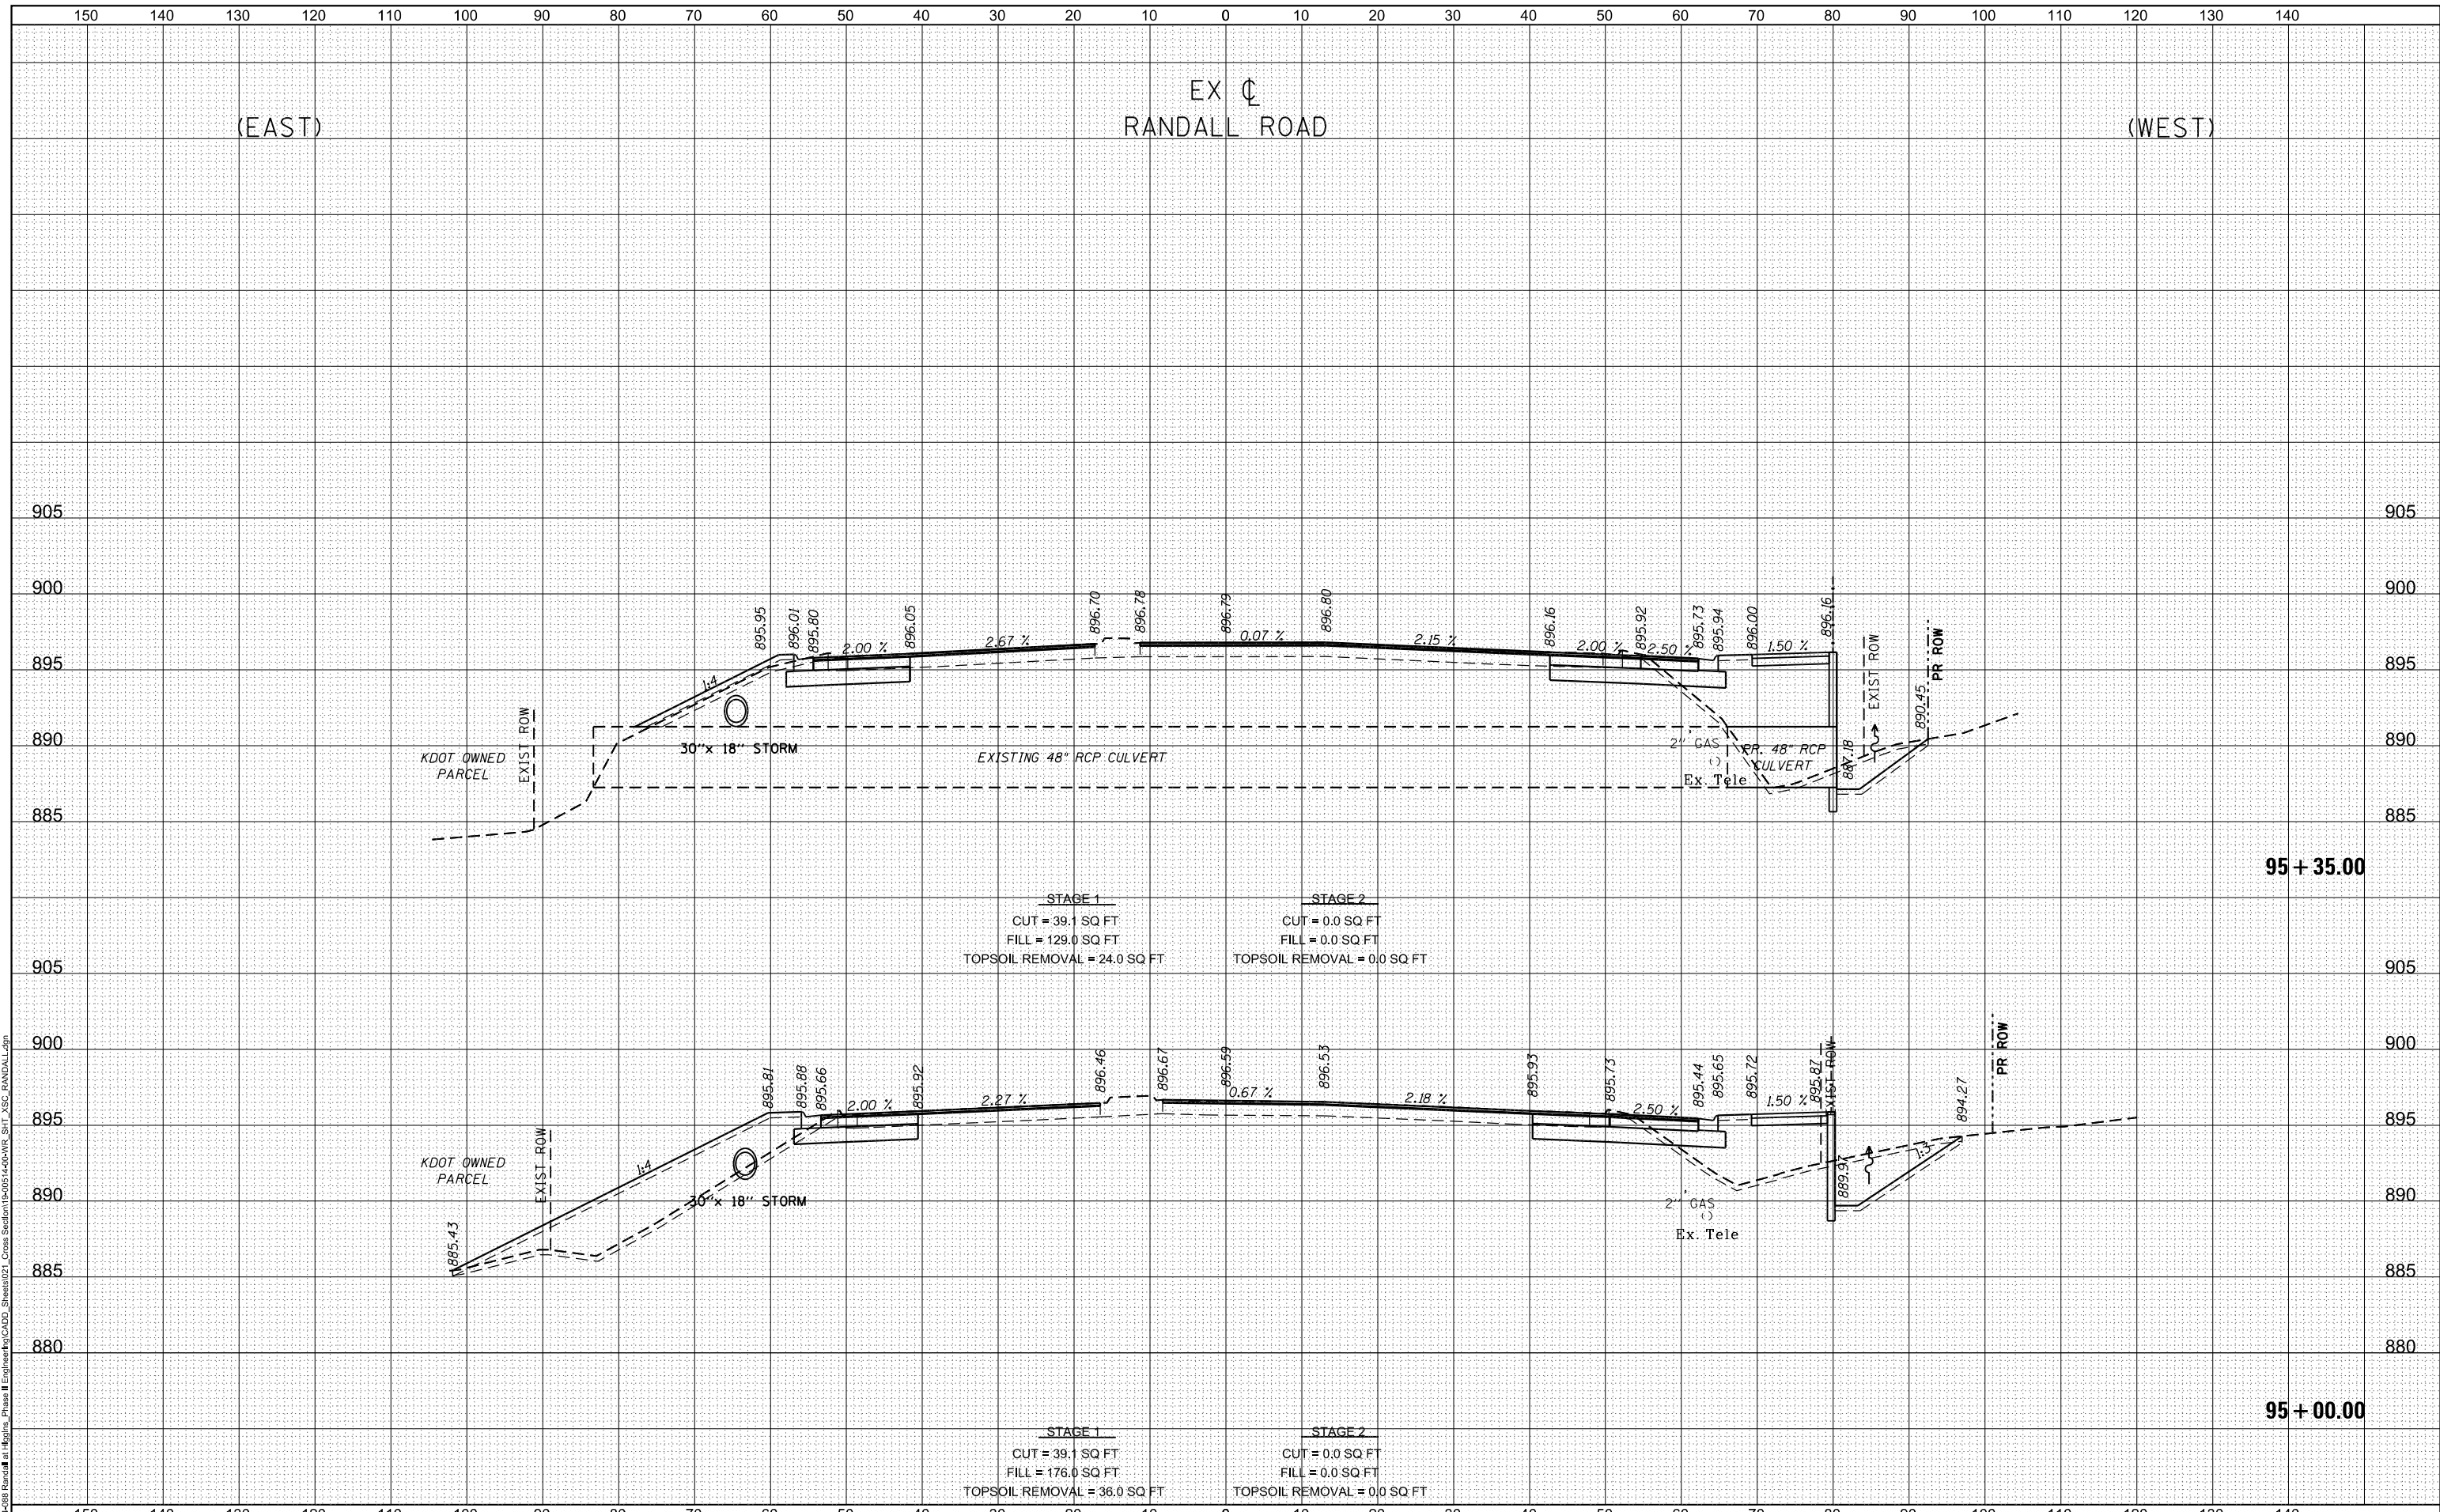 150 140 130 120 110 100 90 80 70 60 50 40 30 20 10 0 10 20 30 40 50 60 70 80 90 100 110 120 130 140
EX ℄
(EAST) RANDALL ROAD (WEST)
905 905
900 900
895.95 896.01 895.80 896.05 896.70 896.78 896.79 896.80 896.16 895.92 895.73 895.94 896.00 896.16
2.00 % 2.67 % 0.07 % 2.15 % 2.00 % 2.50 % 1.50 %
EXIST ROW PR ROW
895 895
1:4
890.45
890 890
EXIST ROW
KDOT OWNED
PARCEL
30"x 18" STORM
EXISTING 48" RCP CULVERT
2" GAS
Ex. Tele
PR. 48" RCP
CULVERT
887.18
885 885
95+35.00
STAGE 1
CUT = 39.1 SQ FT
FILL = 129.0 SQ FT
TOPSOIL REMOVAL = 24.0 SQ FT
STAGE 2
CUT = 0.0 SQ FT
FILL = 0.0 SQ FT
TOPSOIL REMOVAL = 0.0 SQ FT
905 905
900 900
895.81 895.88 895.66 895.92 896.46 896.67 896.59 896.53 895.93 895.73 895.44 895.65 895.72 895.87
2.00 % 2.27 % 0.67 % 2.18 % 2.50 % 1.50 %
EXIST ROW PR ROW
894.27
895 895
1:4 1:3
KDOT OWNED
PARCEL
EXIST ROW
30"x 18" STORM
2" GAS
Ex. Tele
889.97
890 890
885.43
885 885
880 880
95+00.00
STAGE 1
CUT = 39.1 SQ FT
FILL = 176.0 SQ FT
TOPSOIL REMOVAL = 36.0 SQ FT
STAGE 2
CUT = 0.0 SQ FT
FILL = 0.0 SQ FT
TOPSOIL REMOVAL = 0.0 SQ FT